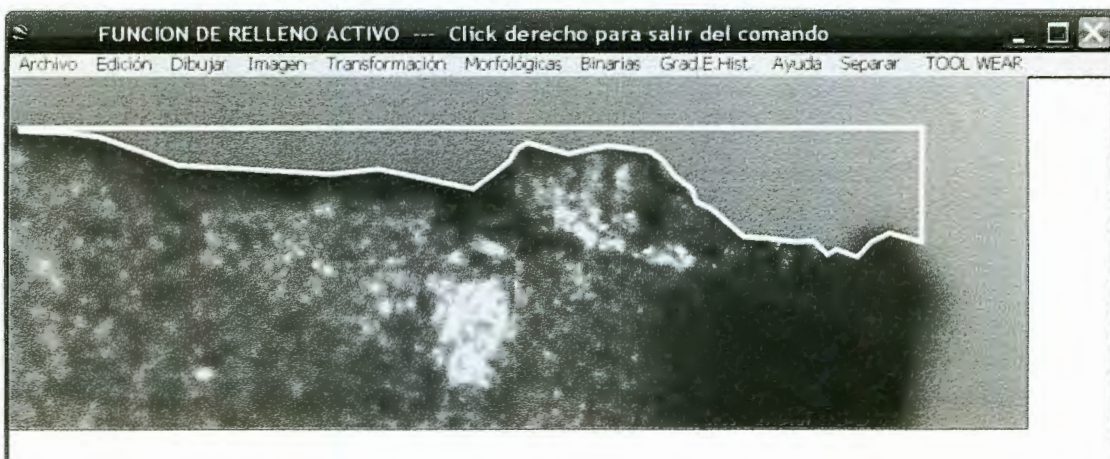 FUNCION DE RELLENO ACTIVO --- Click derecho para salir del comando
Archivo Edición Dibujar Imagen Transformación Morfológicas Binarias Grad.E.Hist. Ayuda Separar TOOL WEAR